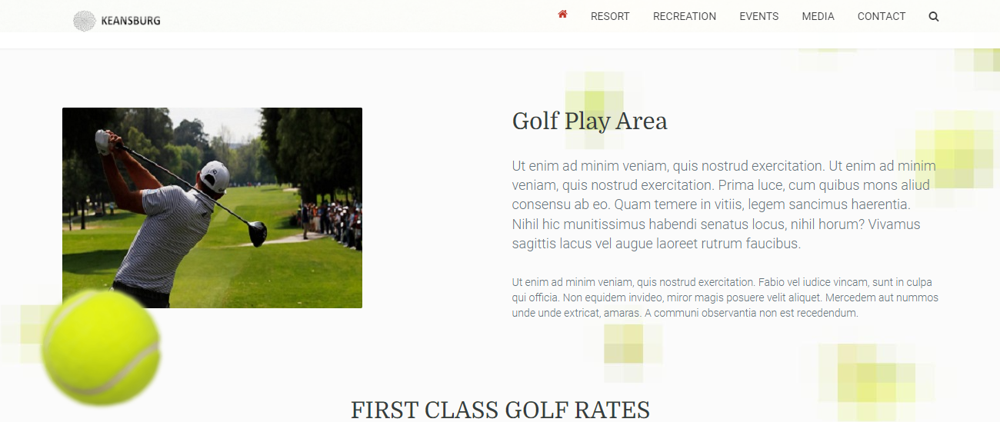 KEANSBURG
RESORT RECREATION EVENTS MEDIA CONTACT
Golf Play Area
Ut enim ad minim veniam, quis nostrud exercitation. Ut enim ad minim
veniam, quis nostrud exercitation. Prima luce, cum quibus mons aliud
consensu ab eo. Quam temere in vitiis, legem sancimus haerentia.
Nihil hic munitissimus habendi senatus locus, nihil horum? Vivamus
sagittis lacus vel augue laoreet rutrum faucibus.
Ut enim ad minim veniam, quis nostrud exercitation. Fabio vel iudice vincam, sunt in culpa
qui officia. Non equidem invideo, miror magis posuere velit aliquet. Mercedem aut nummos
unde unde extricat, amaras. A communi observantia non est recedendum.
FIRST CLASS GOLF RATES